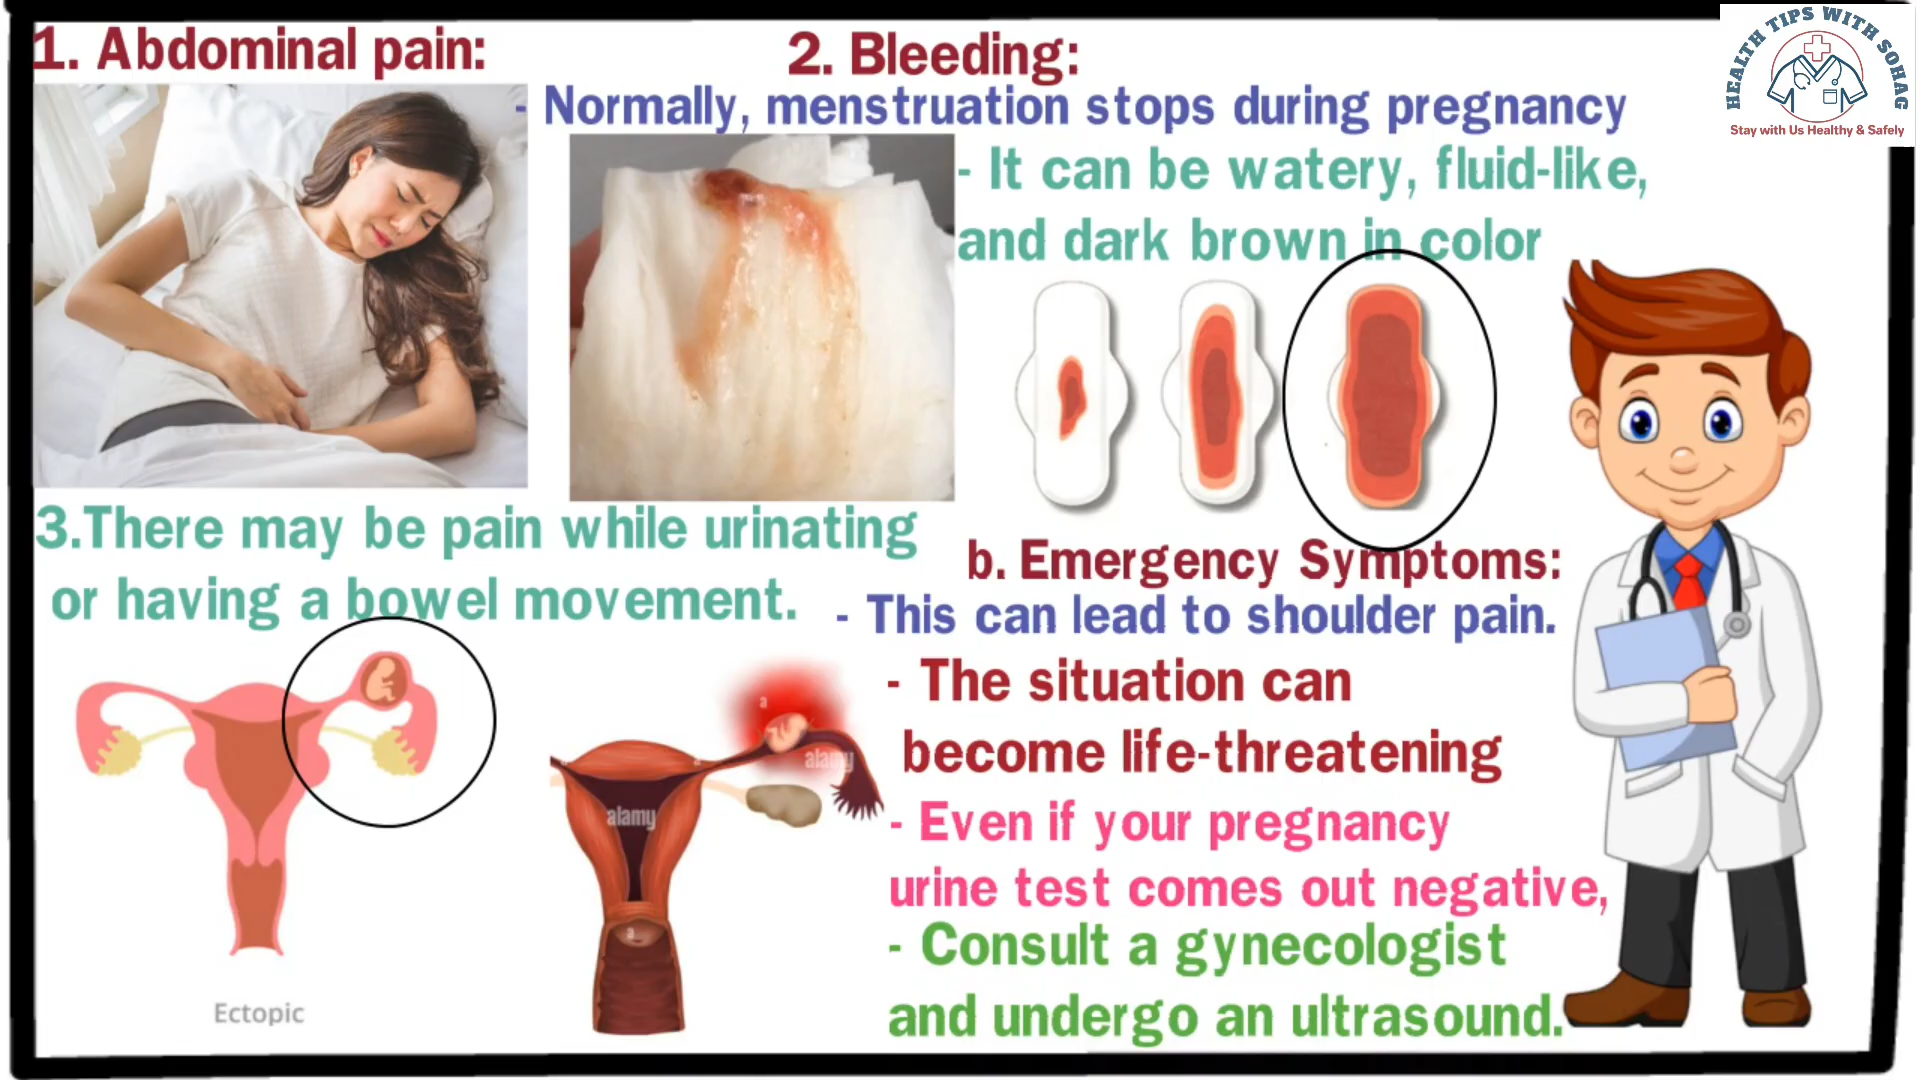 1. Abdominal pain:
2. Bleeding:
- Normally, menstruation stops during pregnancy
- It can be watery, fluid-like,
and dark brown in color
3.There may be pain while urinating
or having a bowel movement.
b. Emergency Symptoms:
- This can lead to shoulder pain.
- The situation can
become life-threatening
- Even if your pregnancy
urine test comes out negative,
- Consult a gynecologist
and undergo an ultrasound.
Ectopic
a
alamy
alamy
a
HEALTH TIPS WITH SOHAG
Stay with Us Healthy & Safely